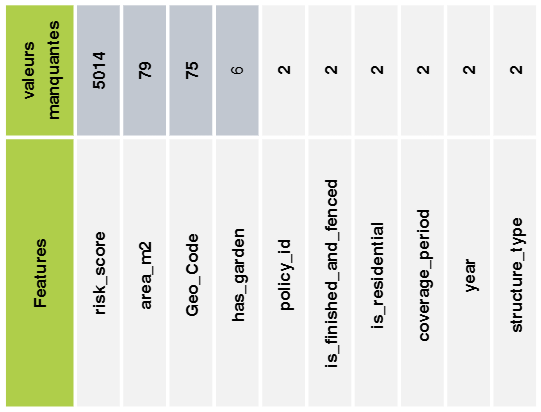 Features valeurs manquantes
risk_score 5014
area_m2 79
Geo_Code 75
has_garden 6
policy_id 2
is_finished_and_fenced 2
is_residential 2
coverage_period 2
year 2
structure_type 2